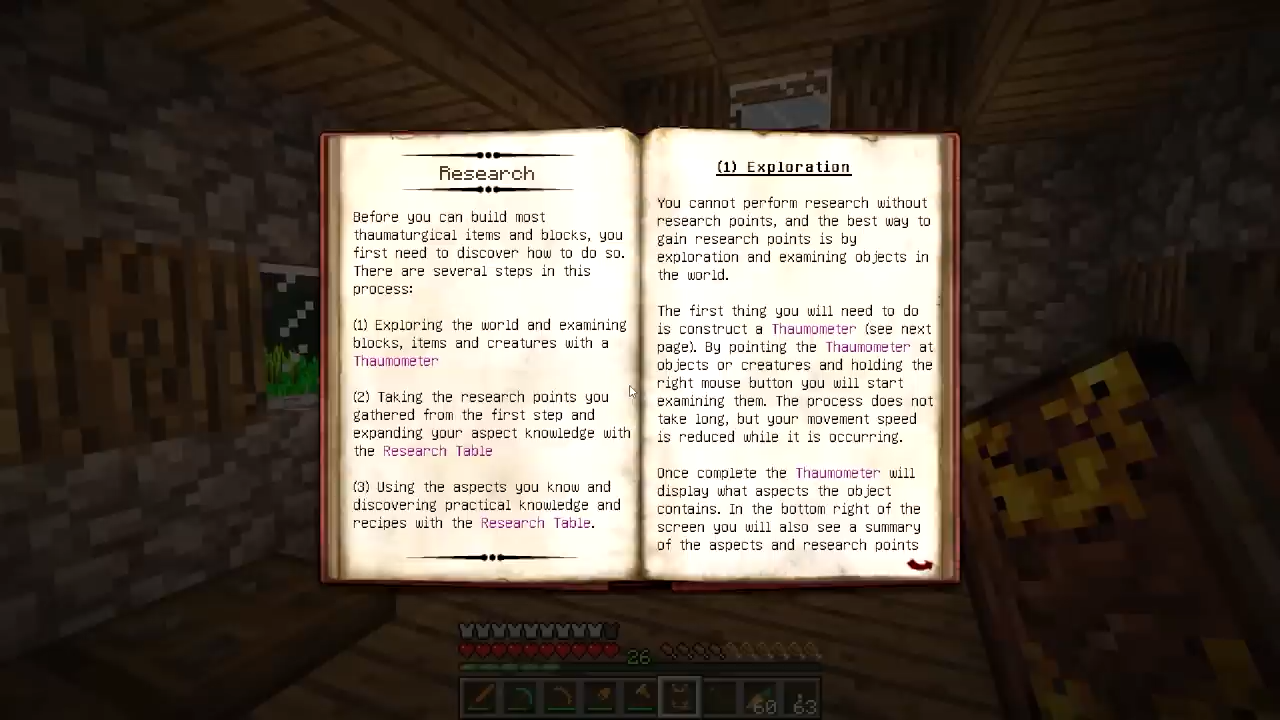 Research
Before you can build most
thaumaturgical items and blocks, you
first need to discover how to do so.
There are several steps in this
process:
(1) Exploring the world and examining
blocks, items and creatures with a
Thaumometer
(2) Taking the research points you
gathered from the first step and
expanding your aspect knowledge with
the Research Table
(3) Using the aspects you know and
discovering practical knowledge and
recipes with the Research Table.
(1) Exploration
You cannot perform research without
research points, and the best way to
gain research points is by
exploration and examining objects in
the world.
The first thing you will need to do
is construct a Thaumometer (see next
page). By pointing the Thaumometer at
objects or creatures and holding the
right mouse button you will start
examining them. The process does not
take long, but your movement speed
is reduced while it is occurring.
Once complete the Thaumometer will
display what aspects the object
contains. In the bottom right of the
screen you will also see a summary
of the aspects and research points
26
60 63